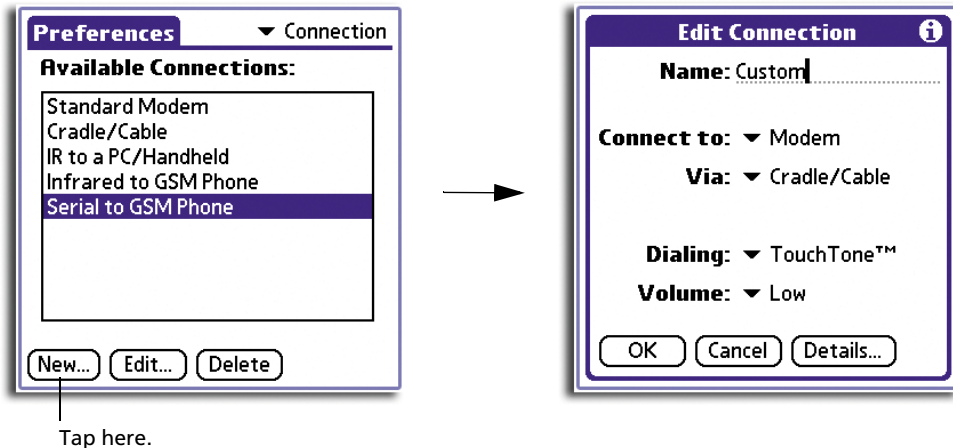 Preferences
Connection
Available Connections:
Standard Modem
Cradle/Cable
IR to a PC/Handheld
Infrared to GSM Phone
Serial to GSM Phone
New... Edit... Delete
Tap here.
Edit Connection i
Name: Custom
Connect to: Modem
Via: Cradle/Cable
Dialing: TouchTone™
Volume: Low
OK Cancel Details...